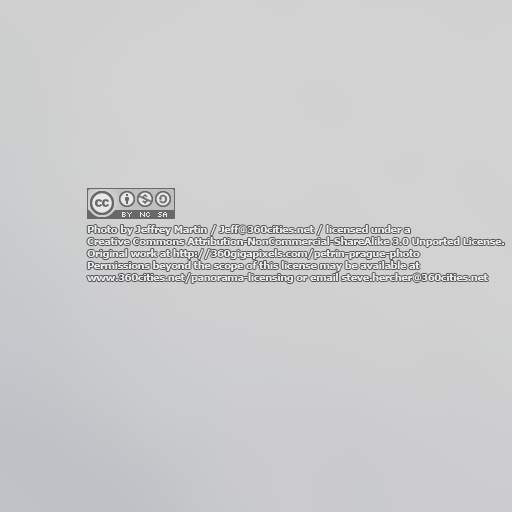 cc BY NC SA
Photo by Jeffrey Martin / Jeff@360cities.net / licensed under a
Creative Commons Attribution-NonCommercial-ShareAlike 3.0 Unported License.
Original work at http://360gigapixels.com/petrin-prague-photo
Permissions beyond the scope of this license may be available at
www.360cities.net/panorama-licensing or email steve.hercher@360cities.net